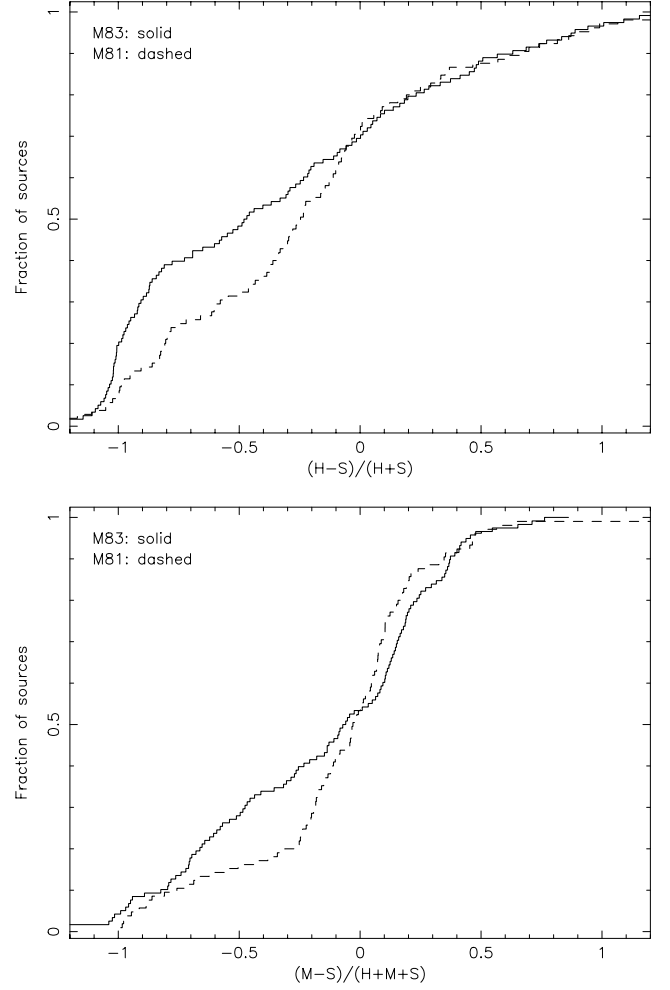 M83: solid
M81: dashed
Fraction of sources
0
0.5
1
−1
−0.5
0
0.5
1
(H−S)/(H+S)
M83: solid
M81: dashed
Fraction of sources
0
0.5
1
−1
−0.5
0
0.5
1
(M−S)/(H+M+S)